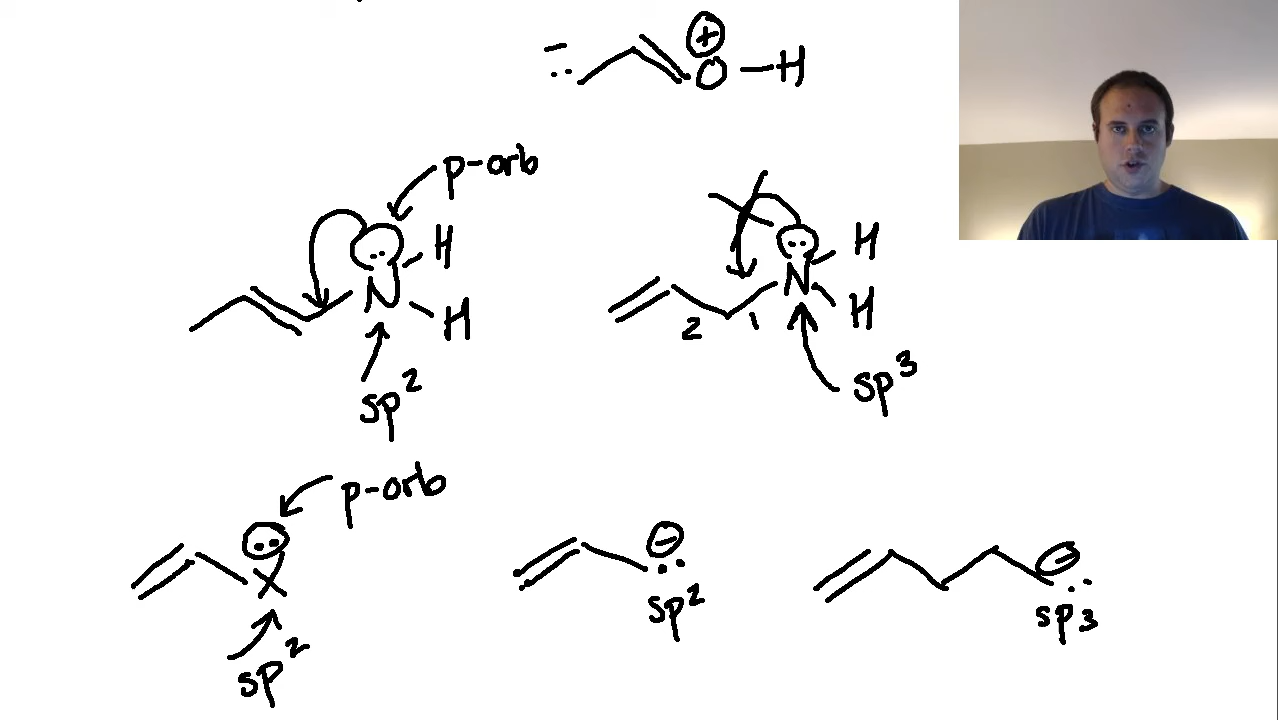 ⊕
.. O – H
p-orb
.. H
N H
sp²
.. H
N H
2 1
sp³
p-orb
..
X
sp²
⊖
..
sp²
⊖
..
sp3